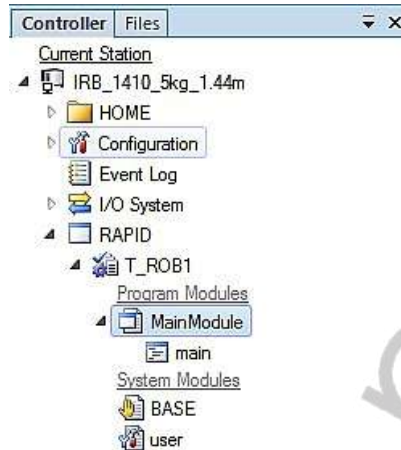 Controller Files
Current Station
IRB_1410_5kg_1.44m
HOME
Configuration
Event Log
I/O System
RAPID
T_ROB1
Program Modules
MainModule
main
System Modules
BASE
user